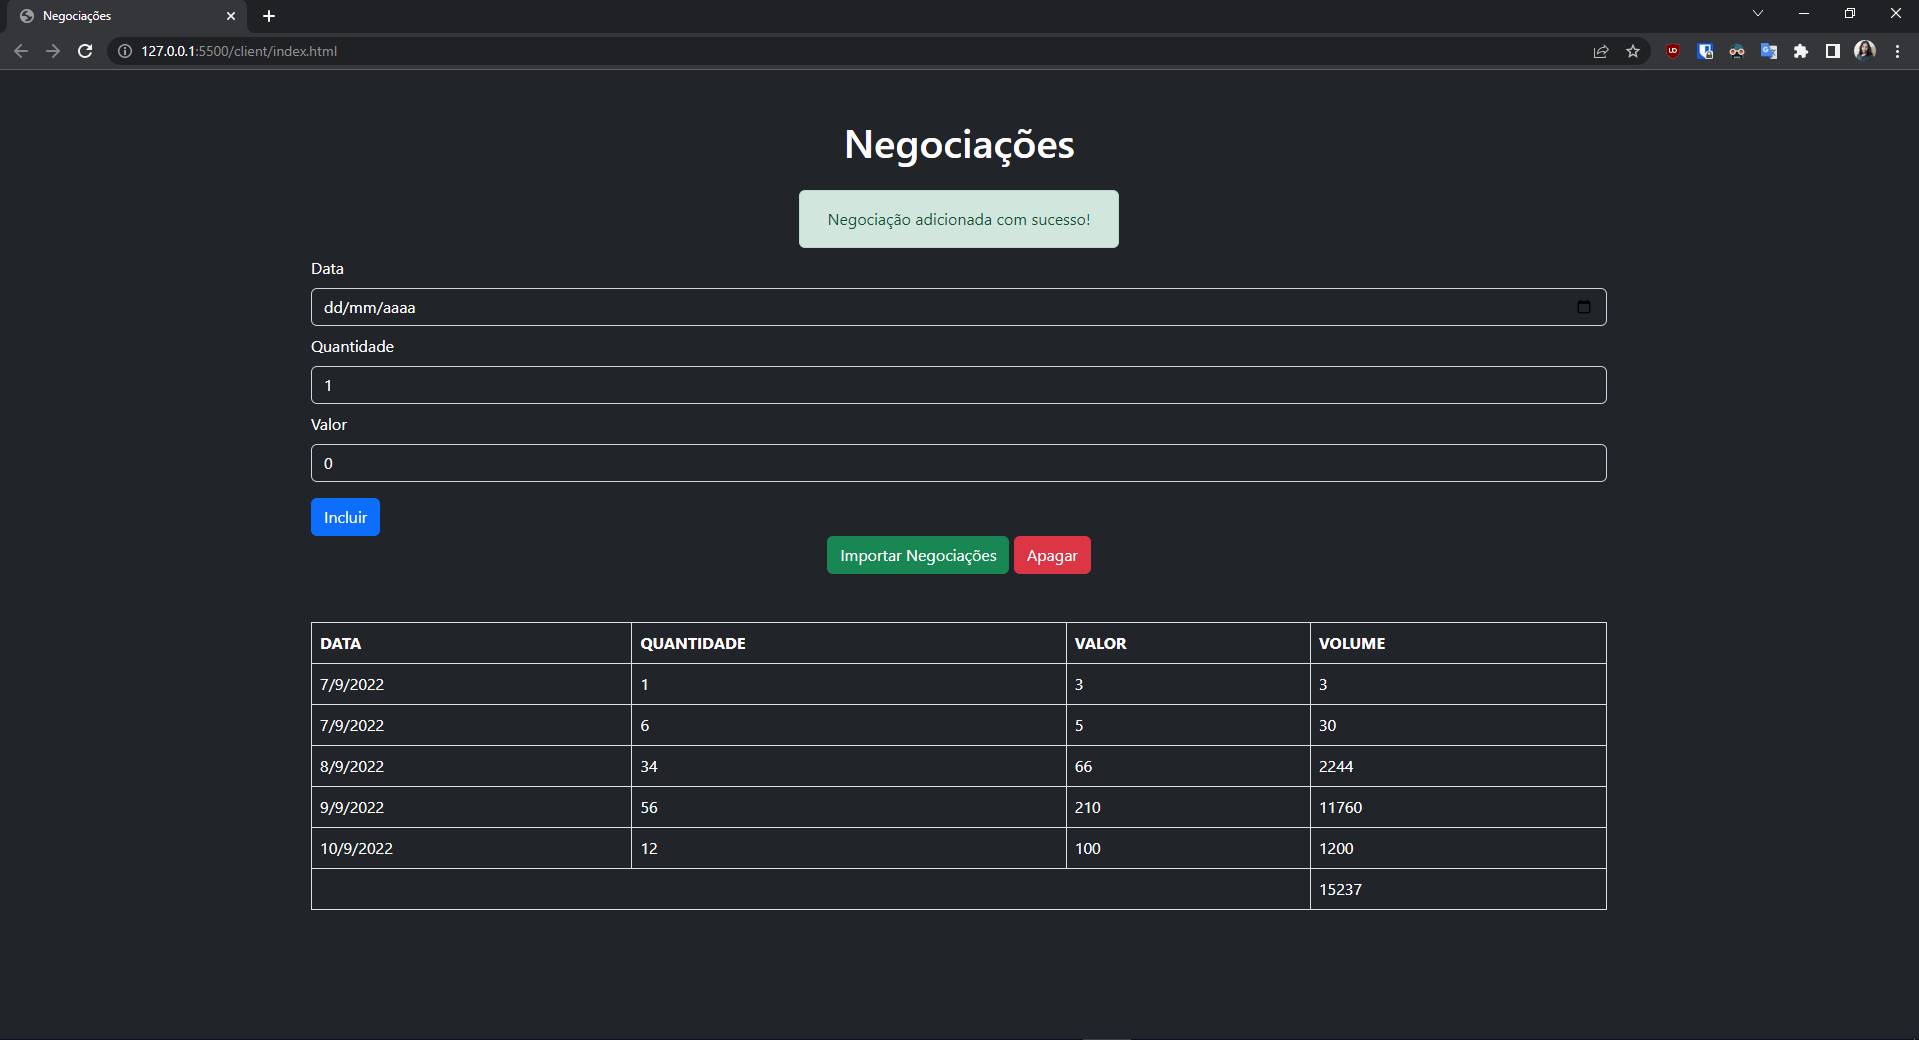 Negociações
127.0.0.1:5500/client/index.html
Negociações
Negociação adicionada com sucesso!
Data
dd/mm/aaaa
Quantidade
1
Valor
0
Incluir
Importar Negociações Apagar
DATA QUANTIDADE VALOR VOLUME
7/9/2022 1 3 3
7/9/2022 6 5 30
8/9/2022 34 66 2244
9/9/2022 56 210 11760
10/9/2022 12 100 1200
15237